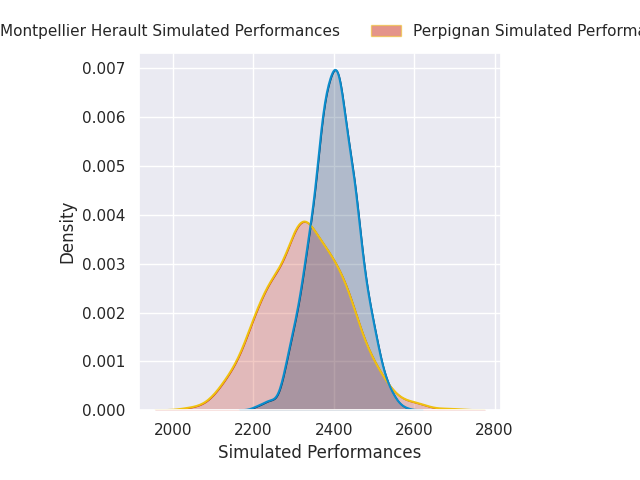 Montpellier Herault Simulated Performances
Perpignan Simulated Performa
0.007
0.006
0.005
0.004
0.003
0.002
0.001
0.000
Density
2000 2200 2400 2600 2800
Simulated Performances